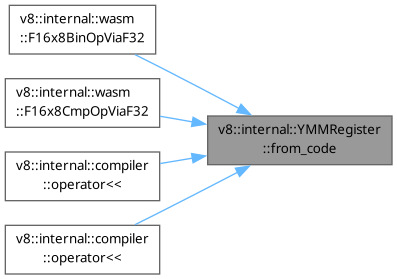 v8::internal::wasm
::F16x8BinOpViaF32
v8::internal::wasm
::F16x8CmpOpViaF32
v8::internal::YMMRegister
::from_code
v8::internal::compiler
::operator<<
v8::internal::compiler
::operator<<